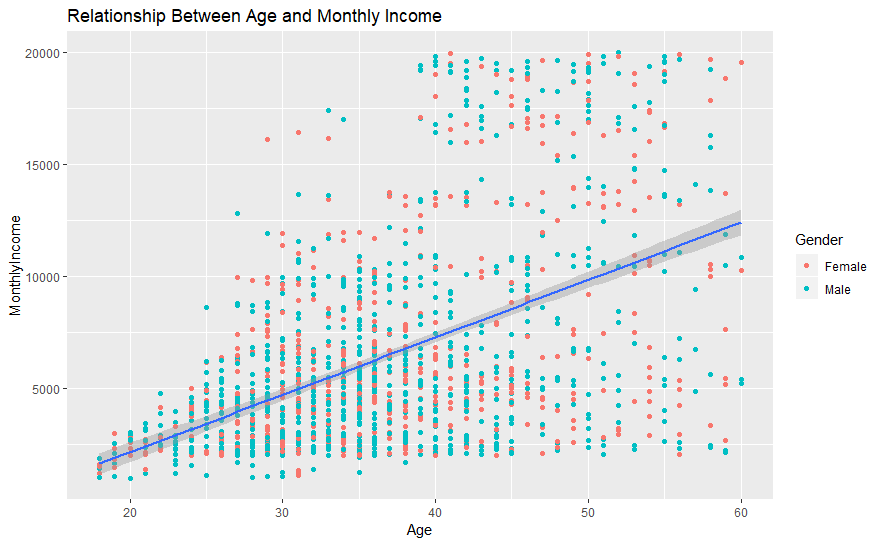 Relationship Between Age and Monthly Income
20000
15000
10000
5000
MonthlyIncome
20
30
40
50
60
Age
Gender
Female
Male